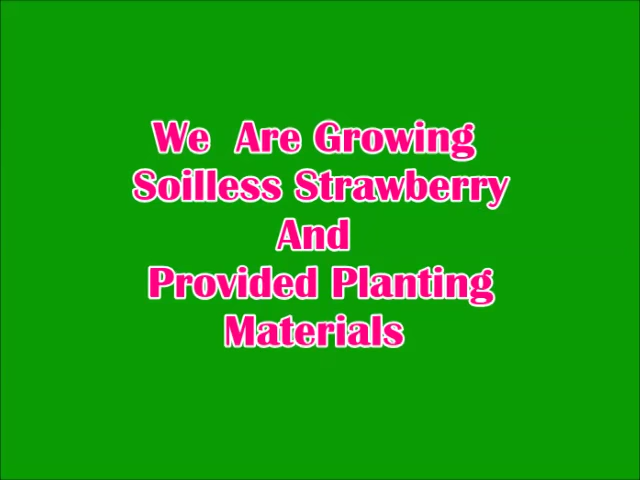 We Are Growing
Soilless Strawberry
And
Provided Planting
Materials